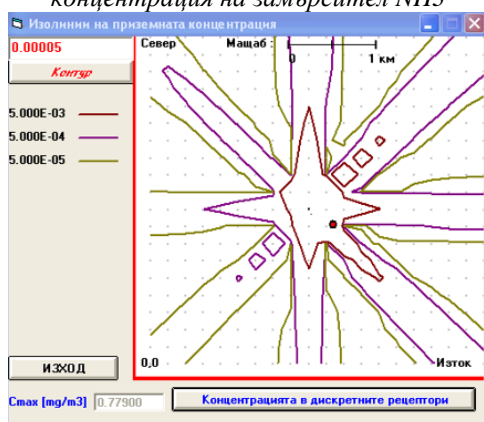 концентрация на замърсител NH3
Изолинии на приземната концентрация
0.00005
Север Мащаб :
0 1 км
Контур
5.000E-03
5.000E-04
5.000E-05
ИЗХОД
0,0 Изток
Cmax [mg/m3] 0.77900 Концентрацията в дискретните рецептори